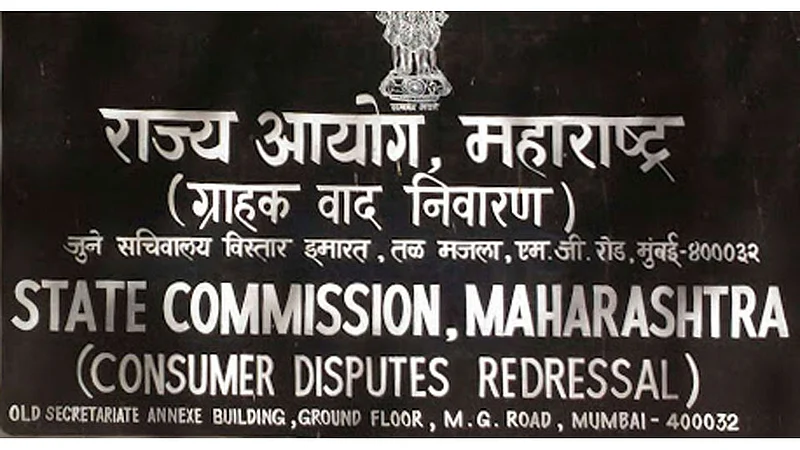 राज्य आयोग, महाराष्ट्र
(ग्राहक वाद निवारण)
जुने सचिवालय विस्तार इमारत, तळ मजला, एम.जी. रोड, मुंबई-४०००३२
STATE COMMISSION, MAHARASHTRA
(CONSUMER DISPUTES REDRESSAL)
OLD SECRETARIATE ANNEXE BUILDING, GROUND FLOOR, M.G. ROAD, MUMBAI - 400032